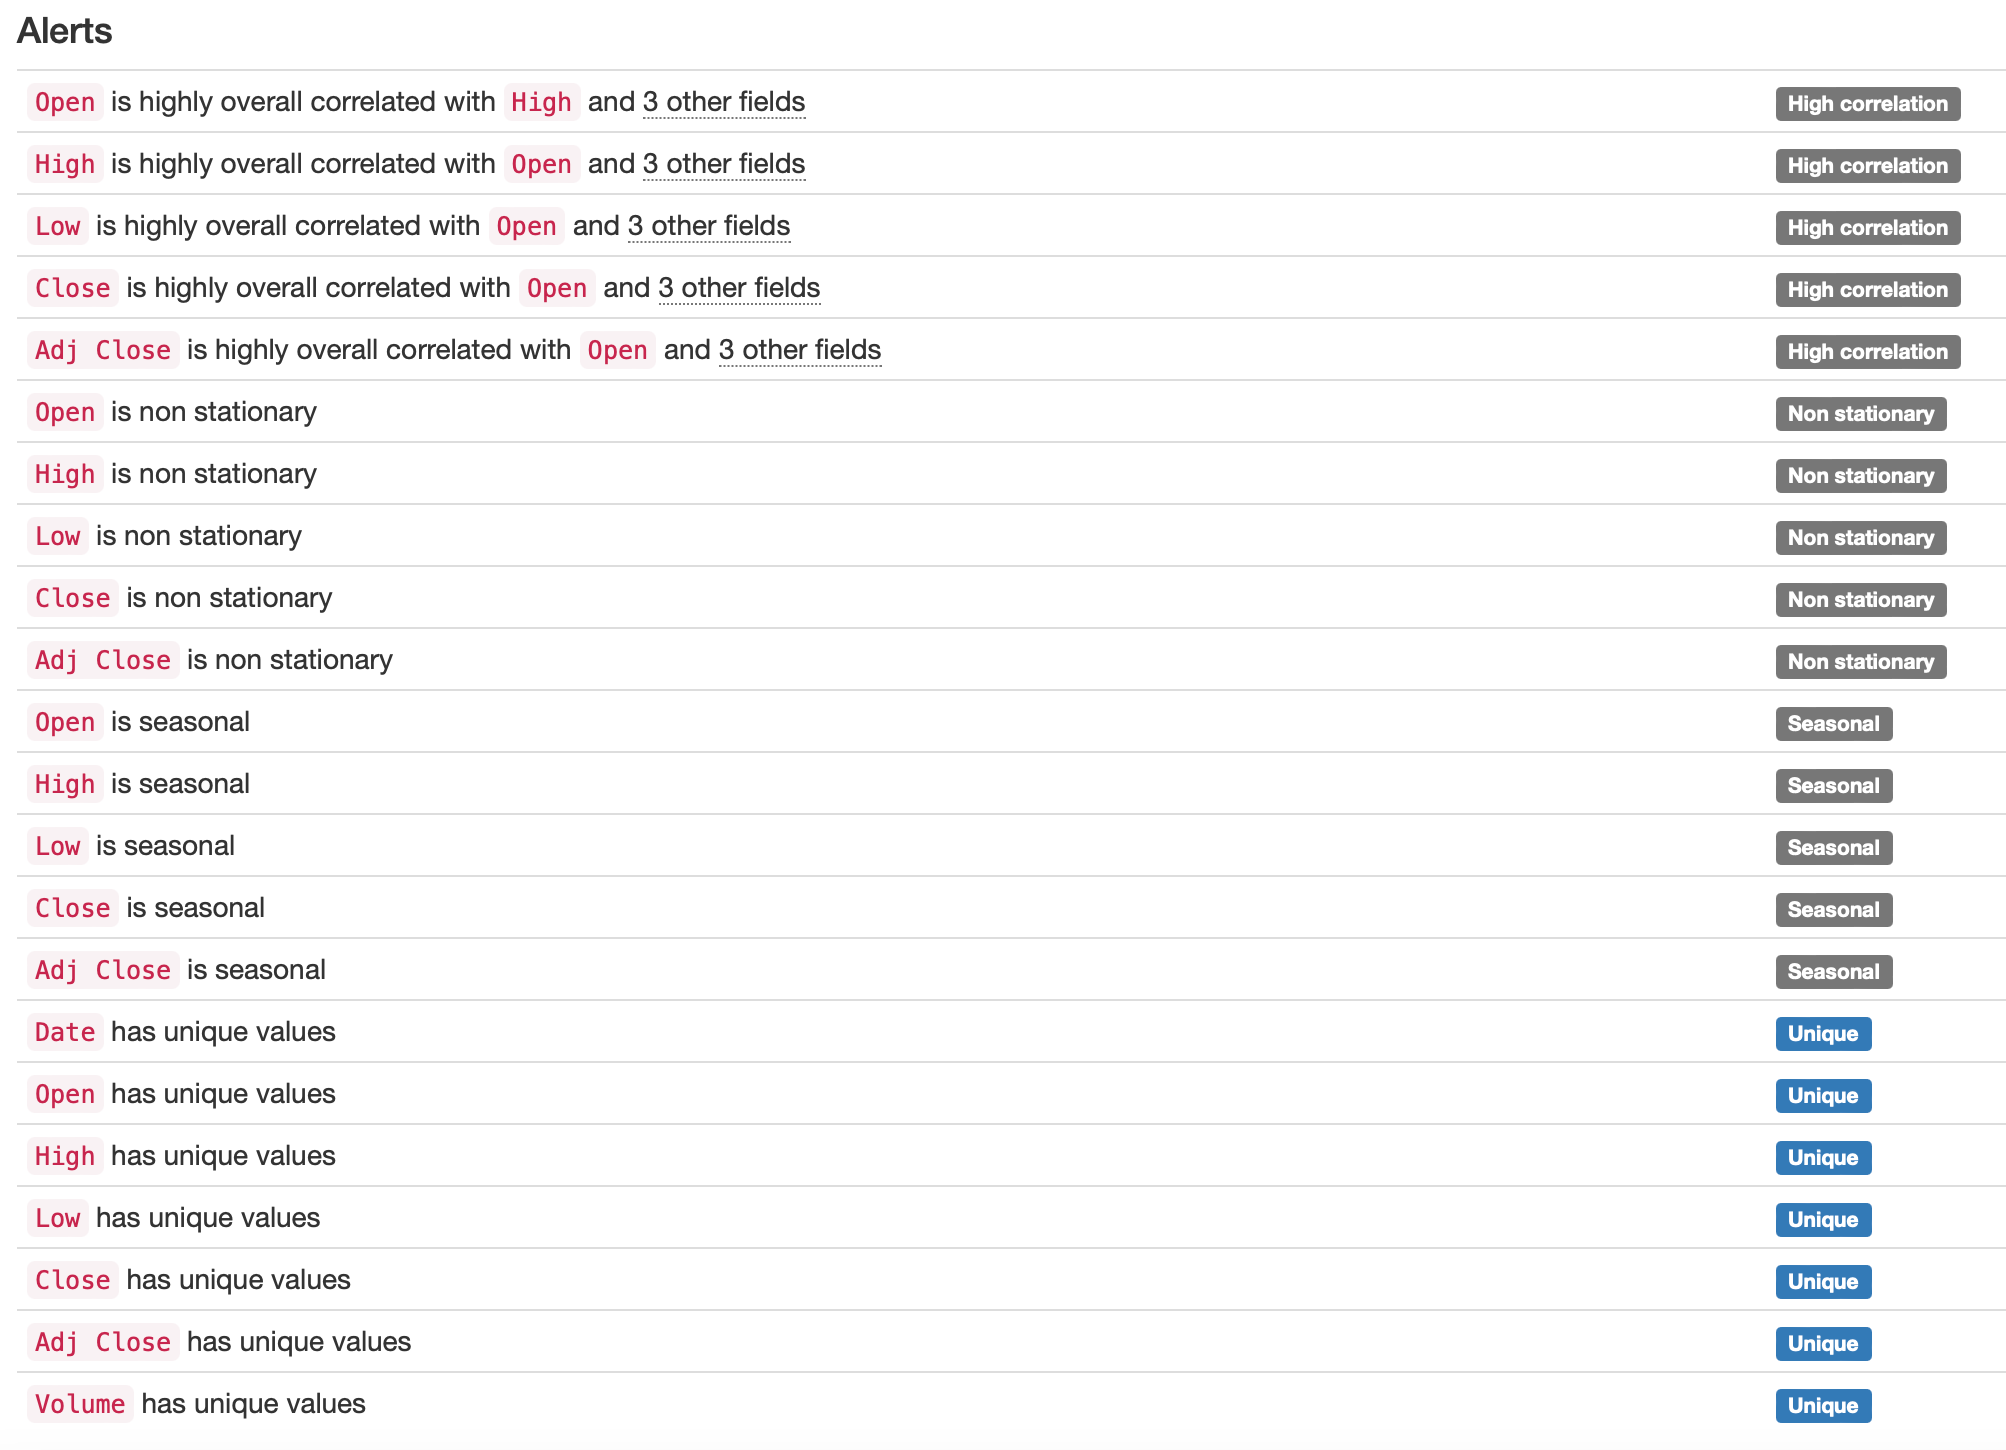 Alerts
Open is highly overall correlated with High and 3 other fields High correlation
High is highly overall correlated with Open and 3 other fields High correlation
Low is highly overall correlated with Open and 3 other fields High correlation
Close is highly overall correlated with Open and 3 other fields High correlation
Adj Close is highly overall correlated with Open and 3 other fields High correlation
Open is non stationary Non stationary
High is non stationary Non stationary
Low is non stationary Non stationary
Close is non stationary Non stationary
Adj Close is non stationary Non stationary
Open is seasonal Seasonal
High is seasonal Seasonal
Low is seasonal Seasonal
Close is seasonal Seasonal
Adj Close is seasonal Seasonal
Date has unique values Unique
Open has unique values Unique
High has unique values Unique
Low has unique values Unique
Close has unique values Unique
Adj Close has unique values Unique
Volume has unique values Unique